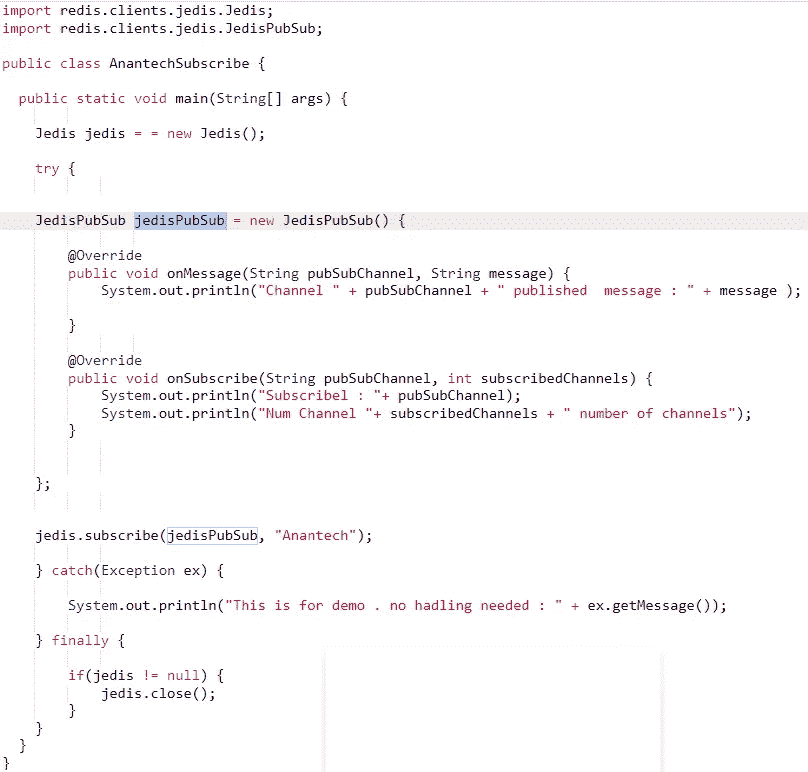 import redis.clients.jedis.Jedis;
import redis.clients.jedis.JedisPubSub;
public class AnantechSubscribe {
public static void main(String[] args) {
Jedis jedis = = new Jedis();
try {
JedisPubSub jedisPubSub = new JedisPubSub() {
@Override
public void onMessage(String pubSubChannel, String message) {
System.out.println("Channel " + pubSubChannel + " published  message : " + message );
}
@Override
public void onSubscribe(String pubSubChannel, int subscribedChannels) {
System.out.println("Subscribel : "+ pubSubChannel);
System.out.println("Num Channel "+ subscribedChannels + " number of channels");
}
};
jedis.subscribe(jedisPubSub, "Anantech");
} catch(Exception ex) {
System.out.println("This is for demo . no hadling needed : " + ex.getMessage());
} finally {
if(jedis != null) {
jedis.close();
}
}
}
}